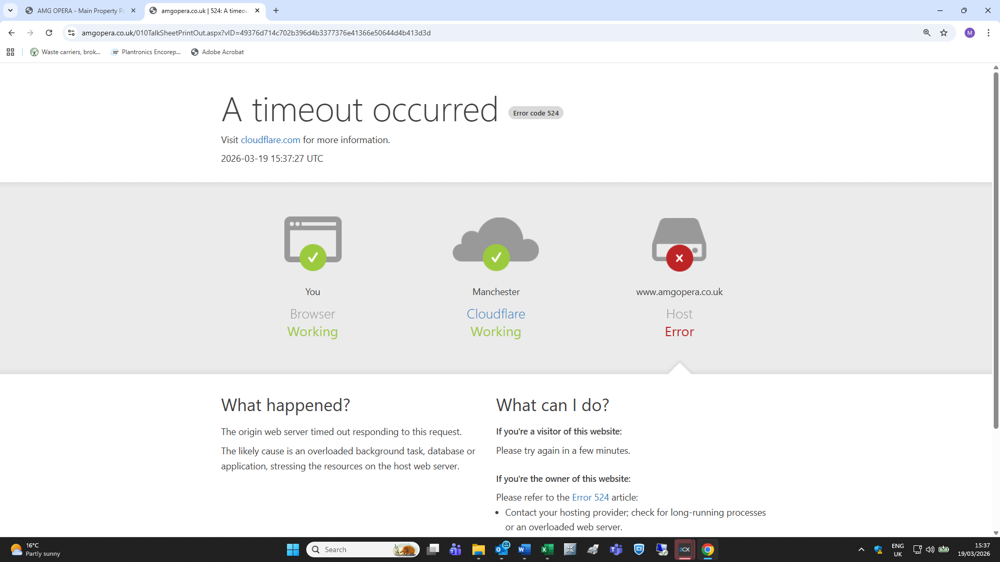 AMG OPERA - Main Property Pa
amgopera.co.uk | 524: A timeou
amgopera.co.uk/010TalkSheetPrintOut.aspx?vID=49376d714c702b396d4b3377376e41366e50644d4b413d3d
M
Waste carriers, brok...
Plantronics Encorep...
Adobe Acrobat
A timeout occurred
Error code 524
Visit cloudflare.com for more information.
2026-03-19 15:37:27 UTC
You
Browser
Working
Manchester
Cloudflare
Working
www.amgopera.co.uk
Host
Error
What happened?
The origin web server timed out responding to this request.
The likely cause is an overloaded background task, database or
application, stressing the resources on the host web server.
What can I do?
If you're a visitor of this website:
Please try again in a few minutes.
If you're the owner of this website:
Please refer to the Error 524 article:
• Contact your hosting provider; check for long-running processes
or an overloaded web server.
16°C
Partly sunny
Search
3CX
ENG
UK
15:37
19/03/2026